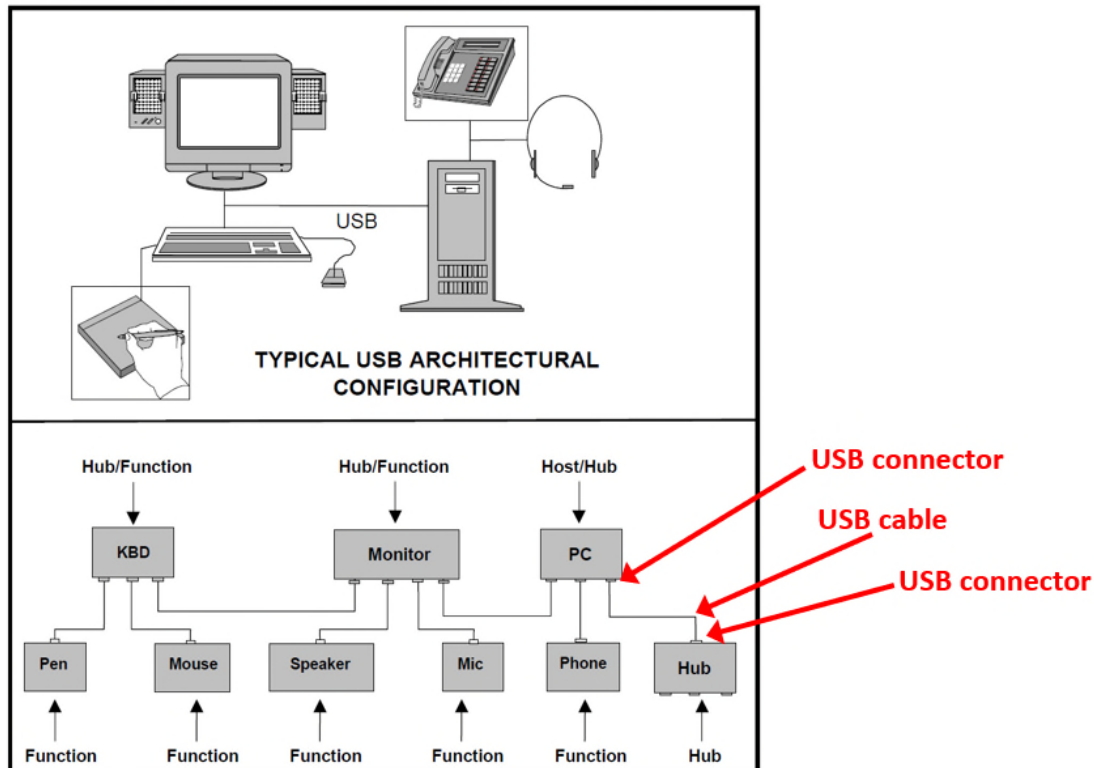 USB
TYPICAL USB ARCHITECTURAL
CONFIGURATION
Hub/Function
Hub/Function
Host/Hub
USB connector
USB cable
USB connector
KBD
Monitor
PC
Pen
Mouse
Speaker
Mic
Phone
Hub
Function
Function
Function
Function
Function
Hub